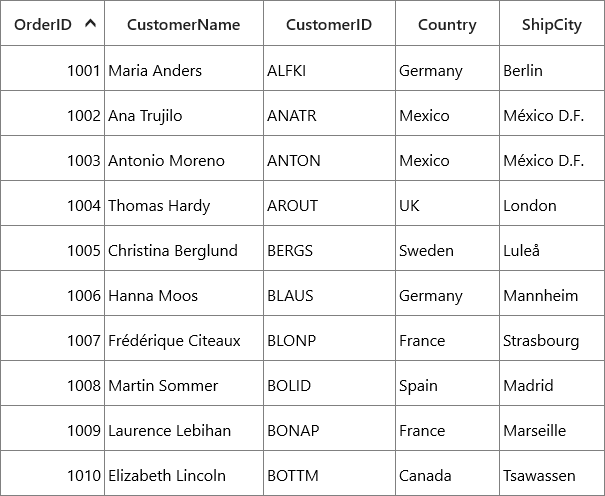 OrderID CustomerName CustomerID Country ShipCity
1001 Maria Anders ALFKI Germany Berlin
1002 Ana Trujilo ANATR Mexico México D.F.
1003 Antonio Moreno ANTON Mexico México D.F.
1004 Thomas Hardy AROUT UK London
1005 Christina Berglund BERGS Sweden Luleå
1006 Hanna Moos BLAUS Germany Mannheim
1007 Frédérique Citeaux BLONP France Strasbourg
1008 Martin Sommer BOLID Spain Madrid
1009 Laurence Lebihan BONAP France Marseille
1010 Elizabeth Lincoln BOTTM Canada Tsawassen